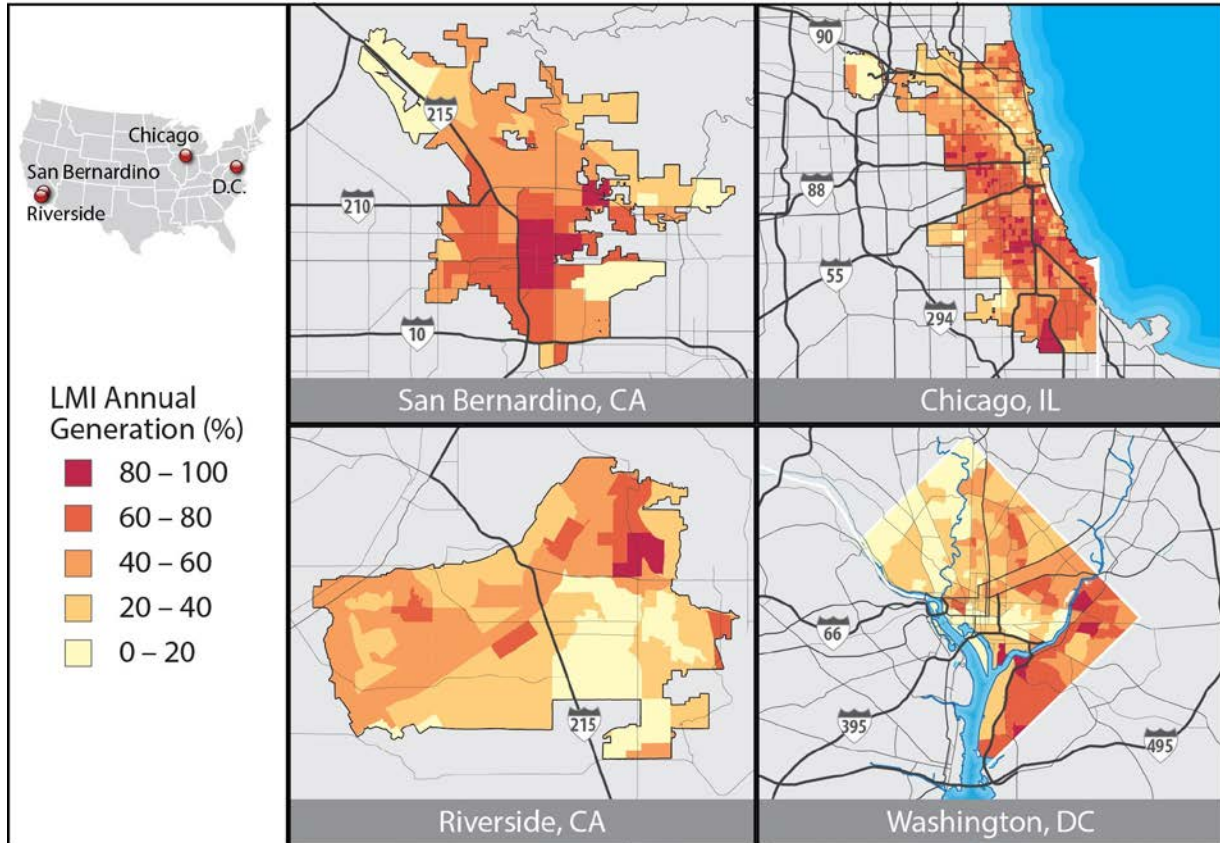 Chicago
San Bernardino
D.C.
Riverside
LMI Annual
Generation (%)
80 – 100
60 – 80
40 – 60
20 – 40
0 – 20
215
210
10
San Bernardino, CA
90
88
55
294
Chicago, IL
215
Riverside, CA
66
395
495
Washington, DC